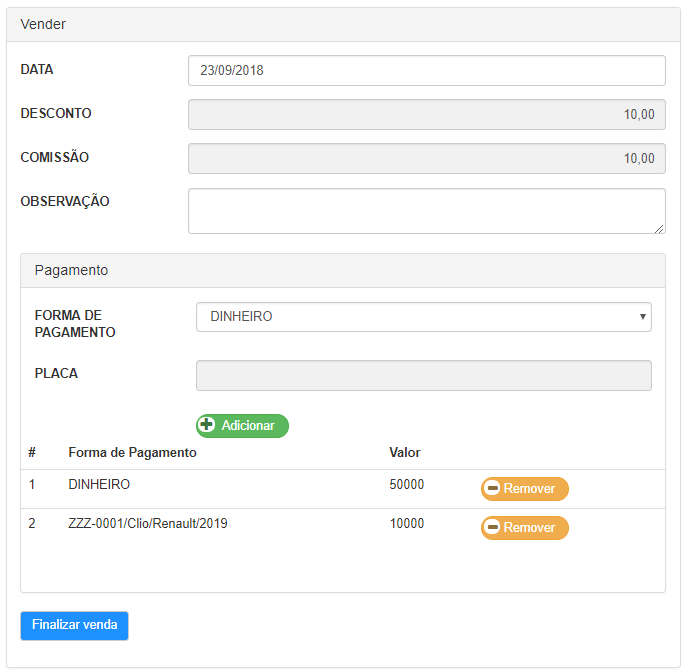 Vender
DATA 23/09/2018
DESCONTO 10,00
COMISSÃO 10,00
OBSERVAÇÃO
Pagamento
FORMA DE PAGAMENTO DINHEIRO
PLACA
Adicionar
# Forma de Pagamento Valor
1 DINHEIRO 50000 Remover
2 ZZZ-0001/Clio/Renault/2019 10000 Remover
Finalizar venda